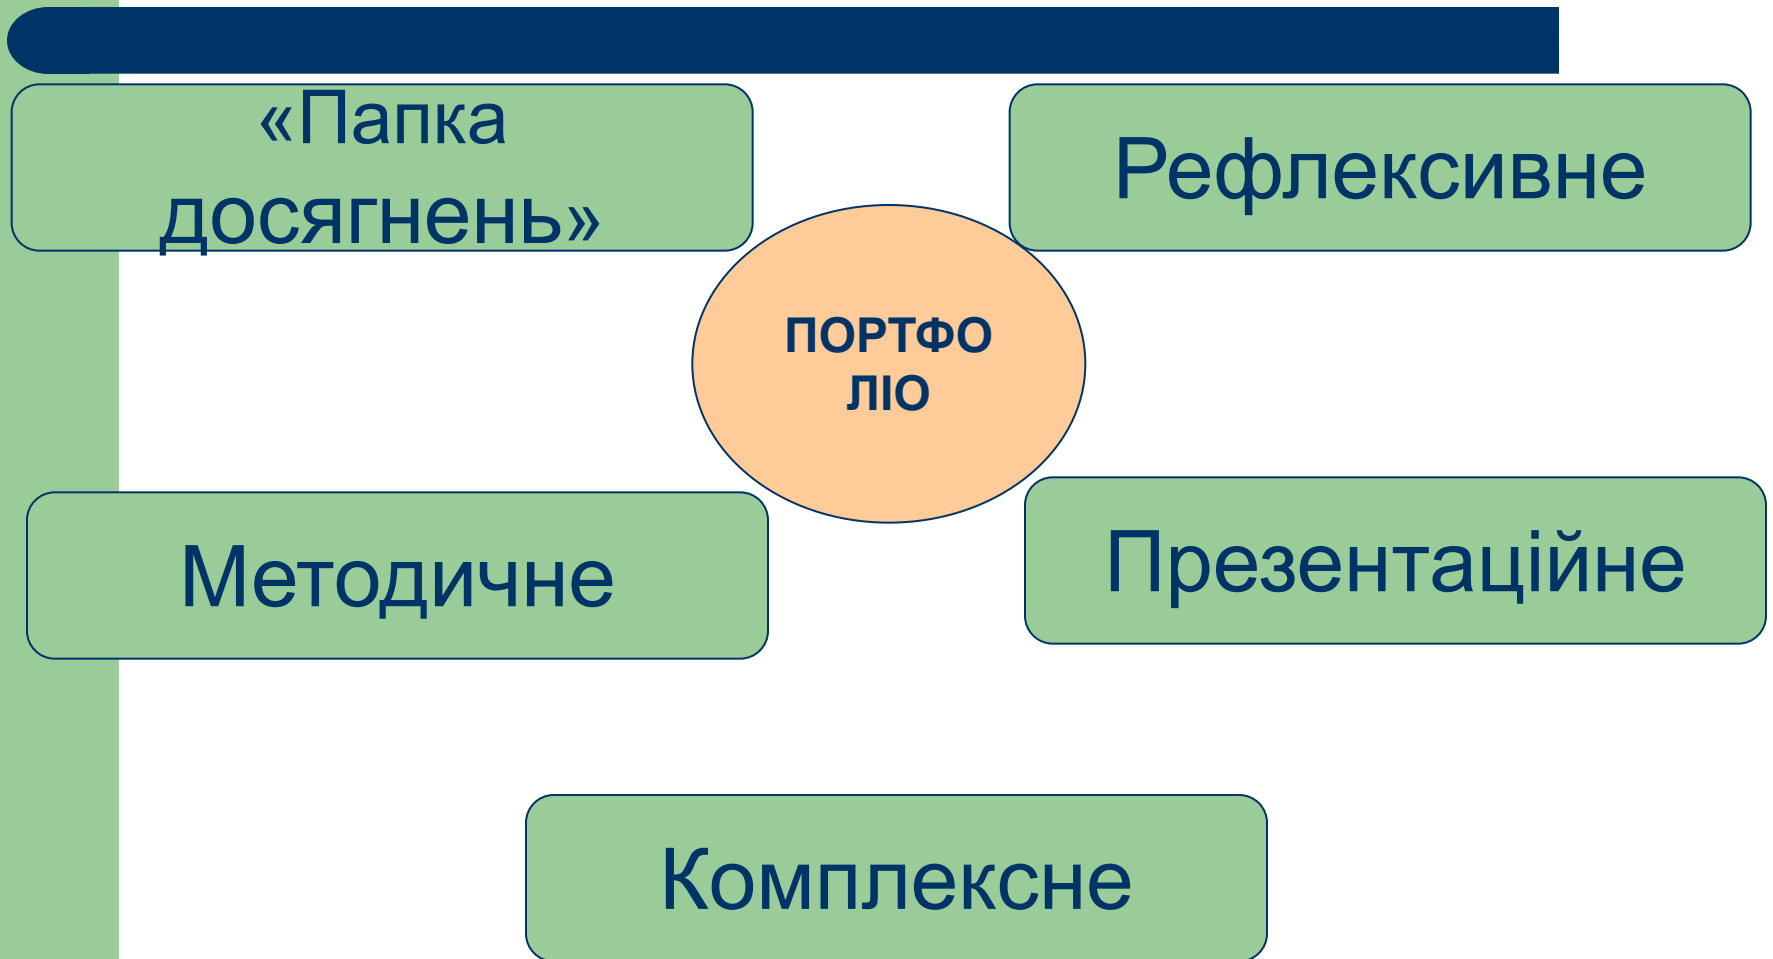 «Папка
досягнень»
Рефлексивне
ПОРТФО
ЛІО
Методичне
Презентаційне
Комплексне